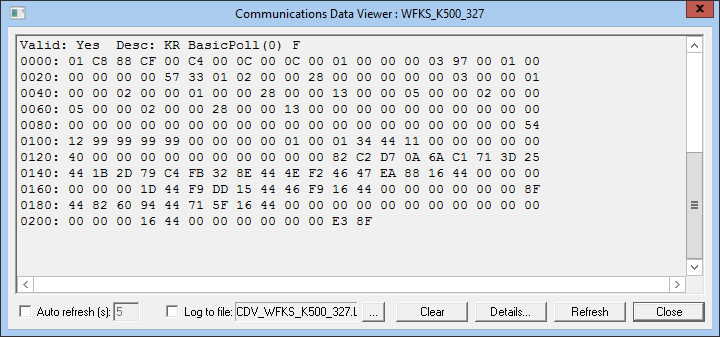 Communications Data Viewer : WFKS_K500_327
Valid: Yes  Desc: KR BasicPoll(0) F
0000: 01 C8 88 CF 00 C4 00 0C 00 0C 00 01 00 00 00 03 97 00 01 00
0020: 00 00 00 00 57 33 01 02 00 00 28 00 00 00 00 00 03 00 00 01
0040: 00 00 02 00 00 01 00 00 28 00 00 13 00 00 05 00 00 02 00 00
0060: 05 00 00 02 00 00 28 00 00 13 00 00 00 00 00 00 00 00 00 00
0080: 00 00 00 00 00 00 00 00 00 00 00 00 00 00 00 00 00 00 00 54
0100: 12 99 99 99 99 00 00 00 00 01 00 01 34 44 11 00 00 00 00 00
0120: 40 00 00 00 00 00 00 00 00 00 00 82 C2 D7 0A 6A C1 71 3D 25
0140: 44 1B 2D 79 C4 FB 32 8E 44 4E F2 46 47 EA 88 16 44 00 00 00
0160: 00 00 00 1D 44 F9 DD 15 44 46 F9 16 44 00 00 00 00 00 00 8F
0180: 44 82 60 94 44 71 5F 16 44 00 00 00 00 00 00 00 00 00 00 00
0200: 00 00 00 16 44 00 00 00 00 00 00 E3 8F
Auto refresh (s): 5
Log to file: CDV_WFKS_K500_327.L
...
Clear
Details...
Refresh
Close